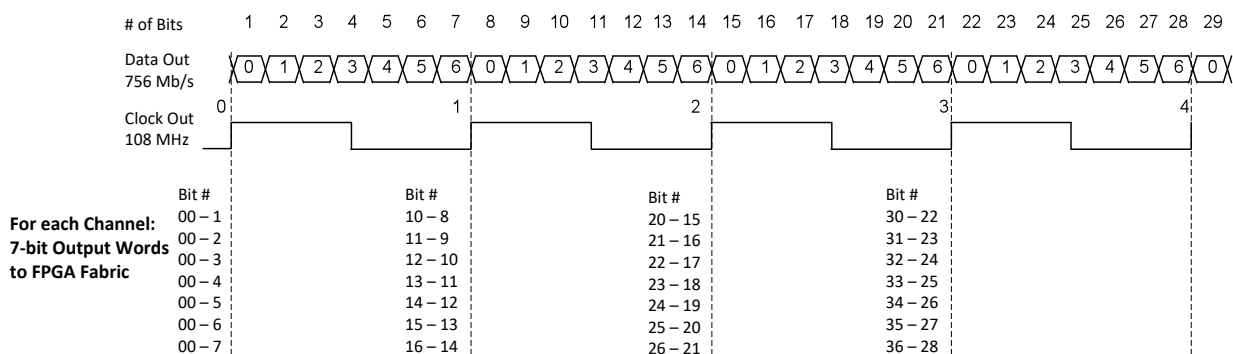 # of Bits 1 2 3 4 5 6 7 8 9 10 11 12 13 14 15 16 17 18 19 20 21 22 23 24 25 26 27 28 29
Data Out
756 Mb/s
0 1 2 3 4 5 6 0 1 2 3 4 5 6 0 1 2 3 4 5 6 0 1 2 3 4 5 6 0
0 1 2 3 4
Clock Out
108 MHz
For each Channel:
7-bit Output Words
to FPGA Fabric
Bit #
00 – 1
00 – 2
00 – 3
00 – 4
00 – 5
00 – 6
00 – 7
Bit #
10 – 8
11 – 9
12 – 10
13 – 11
14 – 12
15 – 13
16 – 14
Bit #
20 – 15
21 – 16
22 – 17
23 – 18
24 – 19
25 – 20
26 – 21
Bit #
30 – 22
31 – 23
32 – 24
33 – 25
34 – 26
35 – 27
36 – 28